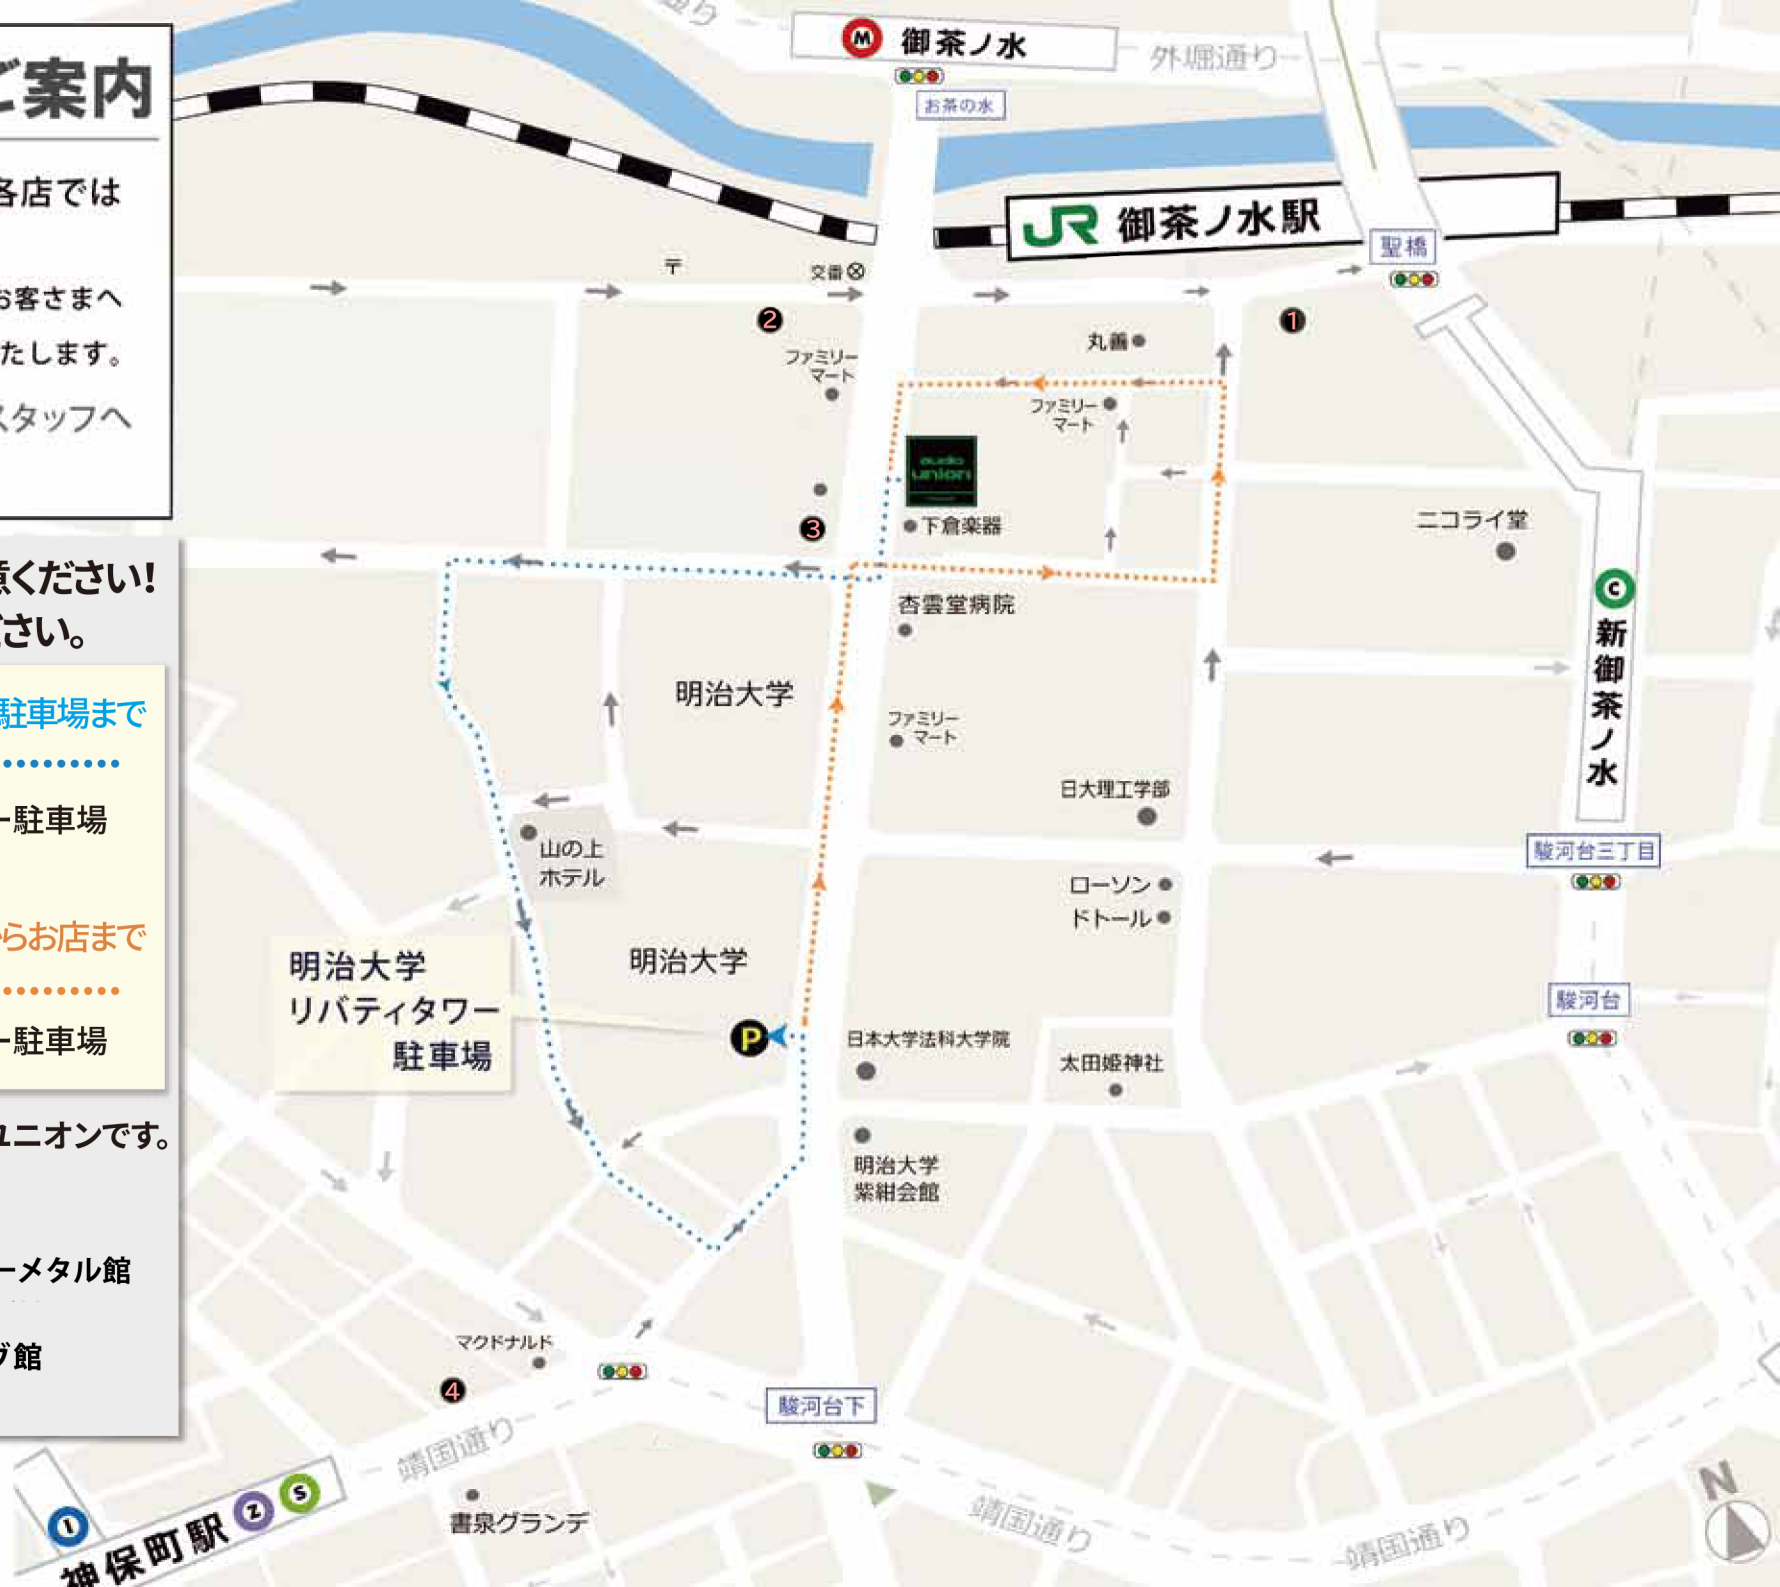 ご案内
各店では
お客さまへ
たします。
スタッフへ
意ください!
ださい。
駐車場まで
ー駐車場
からお店まで
ー駐車場
ユニオンです。
ーメタル館
館
通り
M 御茶ノ水
外堀通り
お茶の水
JR 御茶ノ水駅
聖橋
〒
交番
2
1
丸善
ファミリー
マート
ファミリー
マート
audio
union
3
下倉楽器
ニコライ堂
杏雲堂病院
C
新御茶ノ水
明治大学
ファミリー
マート
日大理工学部
山の上
ホテル
駿河台三丁目
ローソン
ドトール
明治大学
明治大学
リバティタワー
駐車場
P
駿河台
日本大学法科大学院
太田姫神社
明治大学
紫紺会館
マクドナルド
4
駿河台下
靖国通り
神保町駅
I
Z
S
書泉グランデ
靖国通り
靖国通り
N